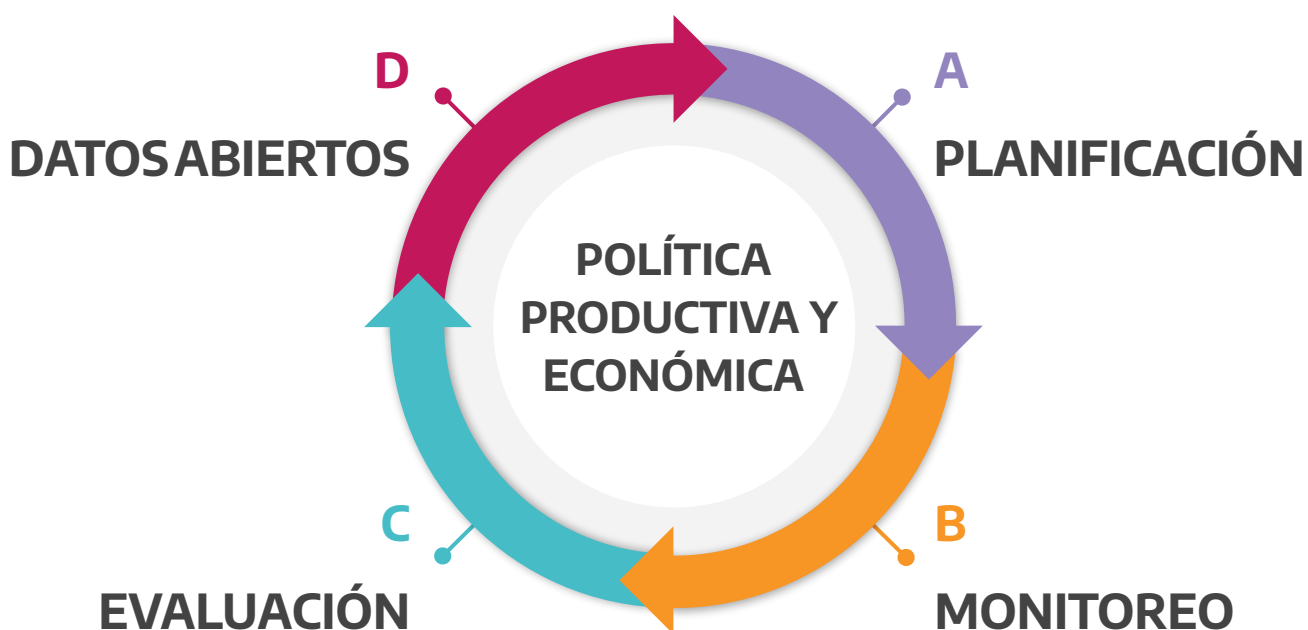 D
DATOS ABIERTOS
A
PLANIFICACIÓN
POLÍTICA
PRODUCTIVA Y
ECONÓMICA
C
EVALUACIÓN
B
MONITOREO